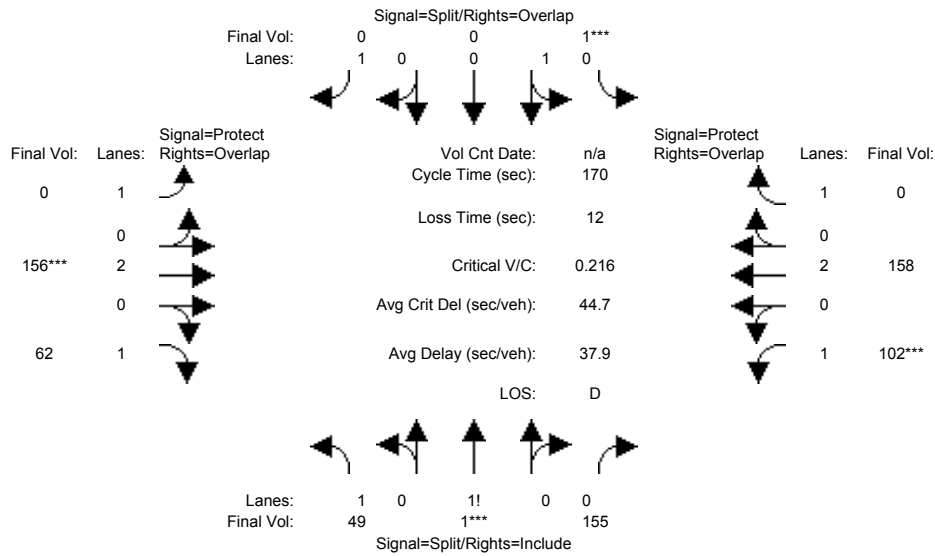 Signal=Split/Rights=Overlap
Final Vol: 0 0 1***
Lanes: 1 0 0 1 0
Signal=Protect Signal=Protect
Final Vol: Lanes: Rights=Overlap Vol Cnt Date: n/a Rights=Overlap Lanes: Final Vol:
Cycle Time (sec): 170
0 1 1 0
Loss Time (sec): 12
0 0
156*** 2 Critical V/C: 0.216 2 158
0 Avg Crit Del (sec/veh): 44.7 0
62 1 Avg Delay (sec/veh): 37.9 1 102***
LOS: D
Lanes: 1 0 1! 0 0
Final Vol: 49 1*** 155
Signal=Split/Rights=Include